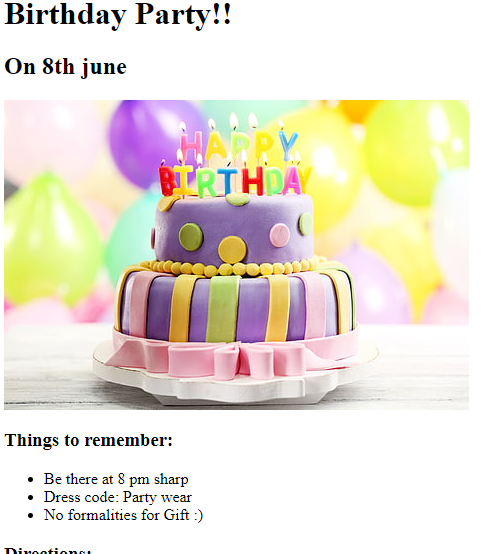 Birthday Party!!
On 8th june
HAPPY
BIRTHDAY
Things to remember:
Be there at 8 pm sharp
Dress code: Party wear
No formalities for Gift :)
Directions: